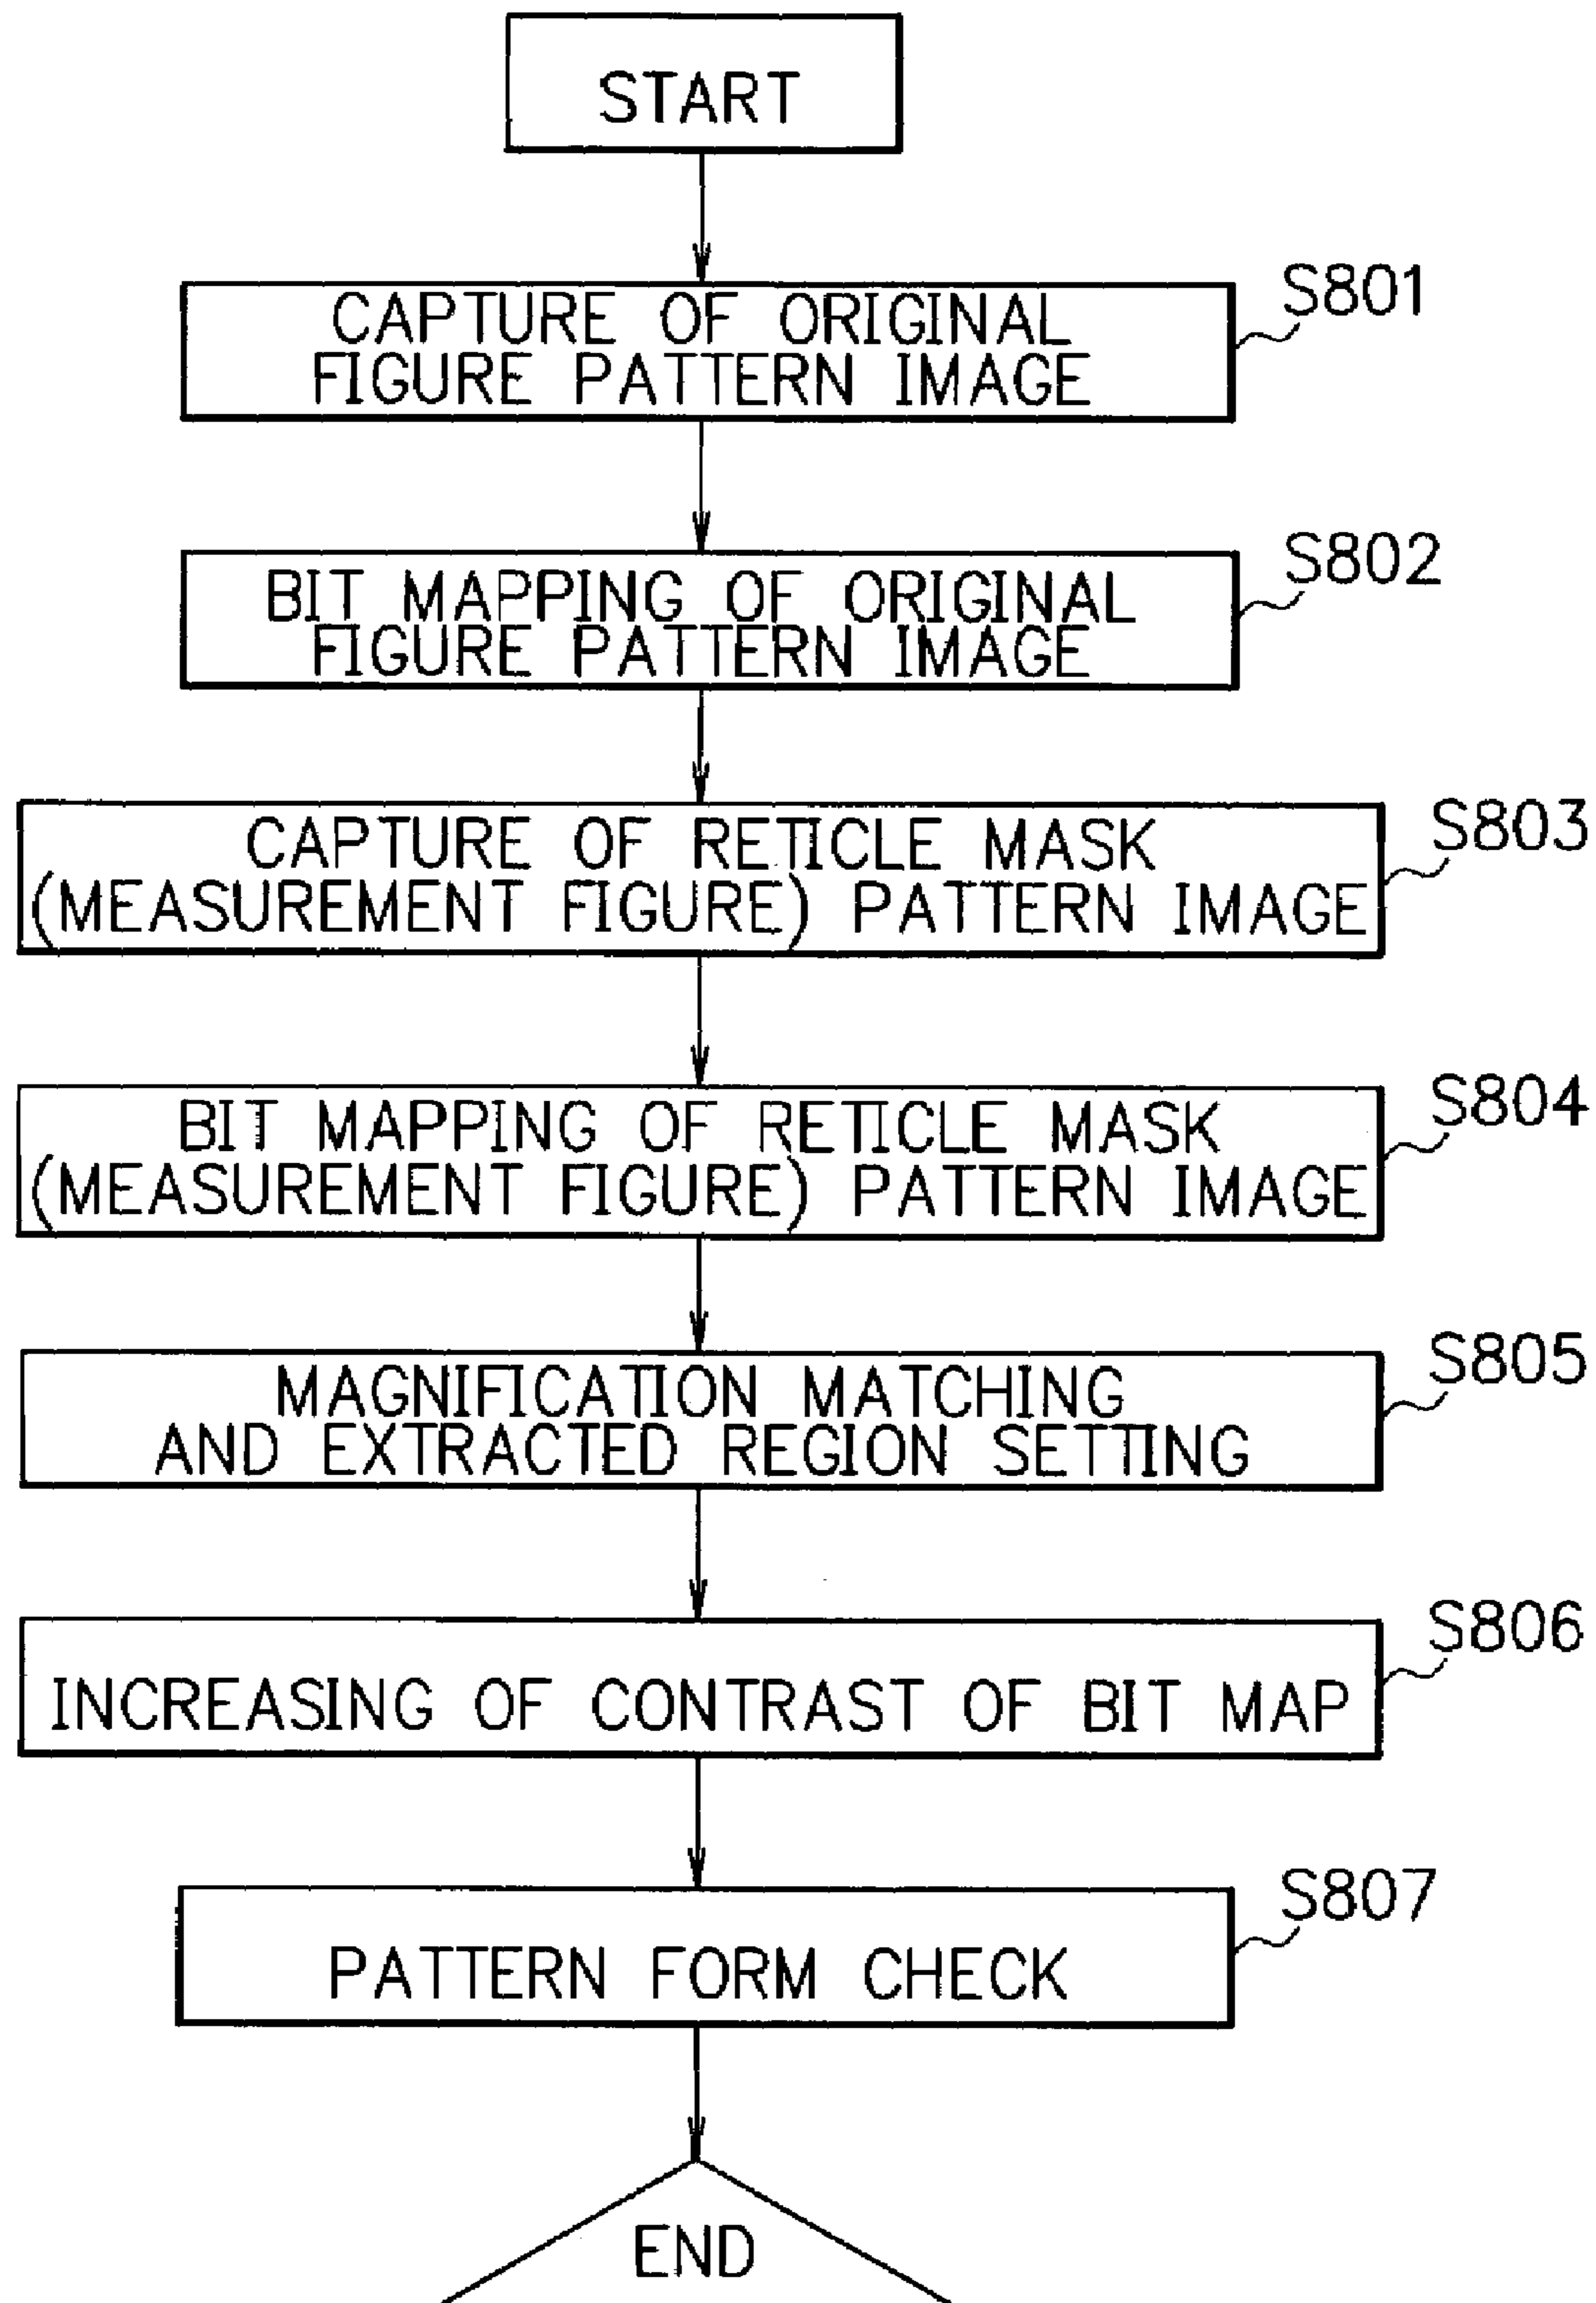 START
S801
CAPTURE OF ORIGINAL
FIGURE PATTERN IMAGE
S802
BIT MAPPING OF ORIGINAL
FIGURE PATTERN IMAGE
S803
CAPTURE OF RETICLE MASK
(MEASUREMENT FIGURE) PATTERN IMAGE
S804
BIT MAPPING OF RETICLE MASK
(MEASUREMENT FIGURE) PATTERN IMAGE
S805
MAGNIFICATION MATCHING
AND EXTRACTED REGION SETTING
S806
INCREASING OF CONTRAST OF BIT MAP
S807
PATTERN FORM CHECK
END